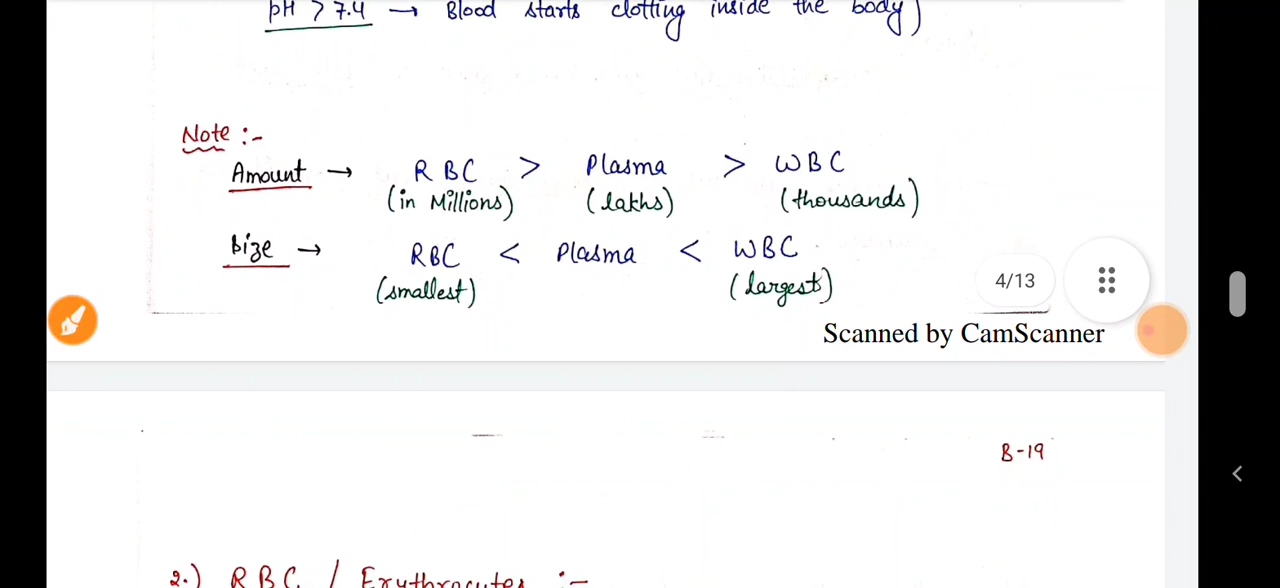 pH > 7.4 → Blood starts clotting inside the body)
Note :-
Amount → RBC > Plasma > WBC
(in Millions) (lakhs) (thousands)
Size → RBC < Plasma < WBC
(smallest) (largest)
4/13
Scanned by CamScanner
B-19
2.) RBC / Erythrocytes :-